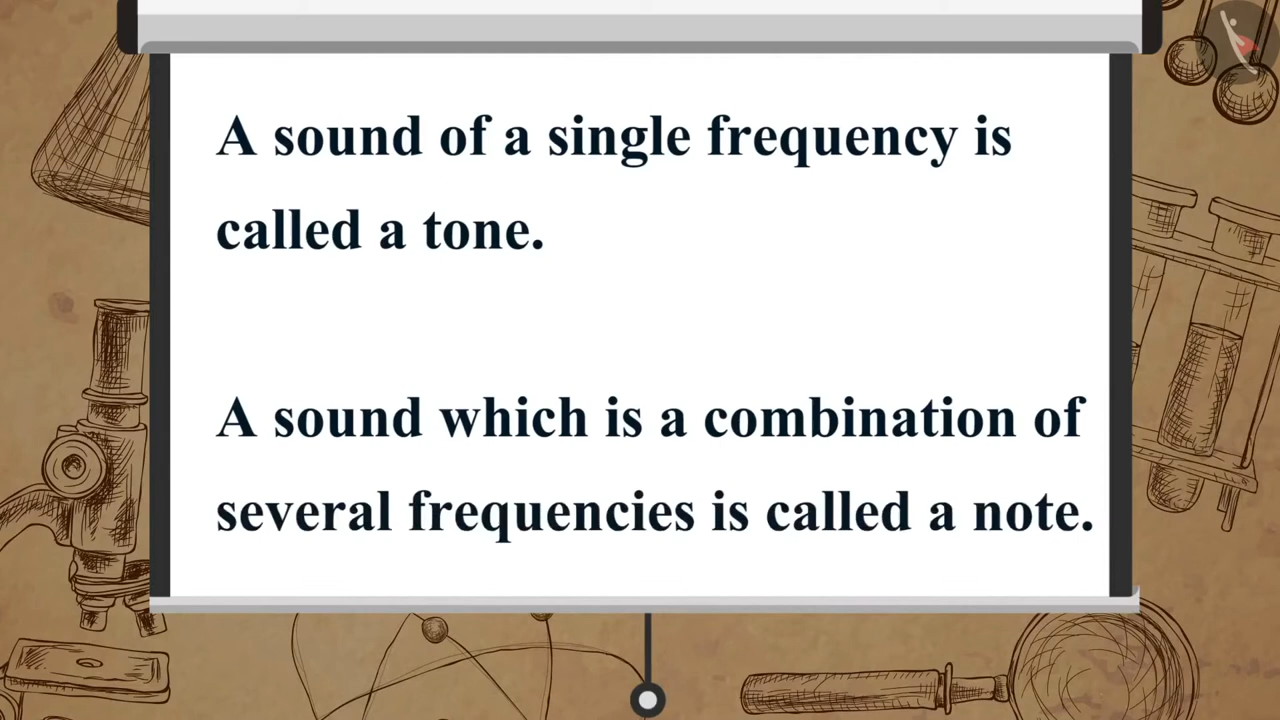 A sound of a single frequency is
called a tone.
A sound which is a combination of
several frequencies is called a note.